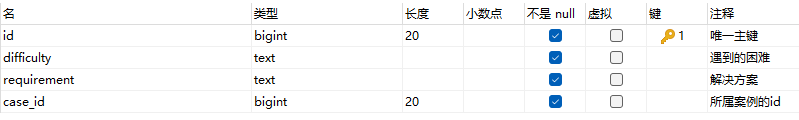 名 类型 长度 小数点 不是 null 虚拟 键 注释
id bigint 20 1 唯一主键
difficulty text 遇到的困难
requirement text 解决方案
case_id bigint 20 所属案例的id